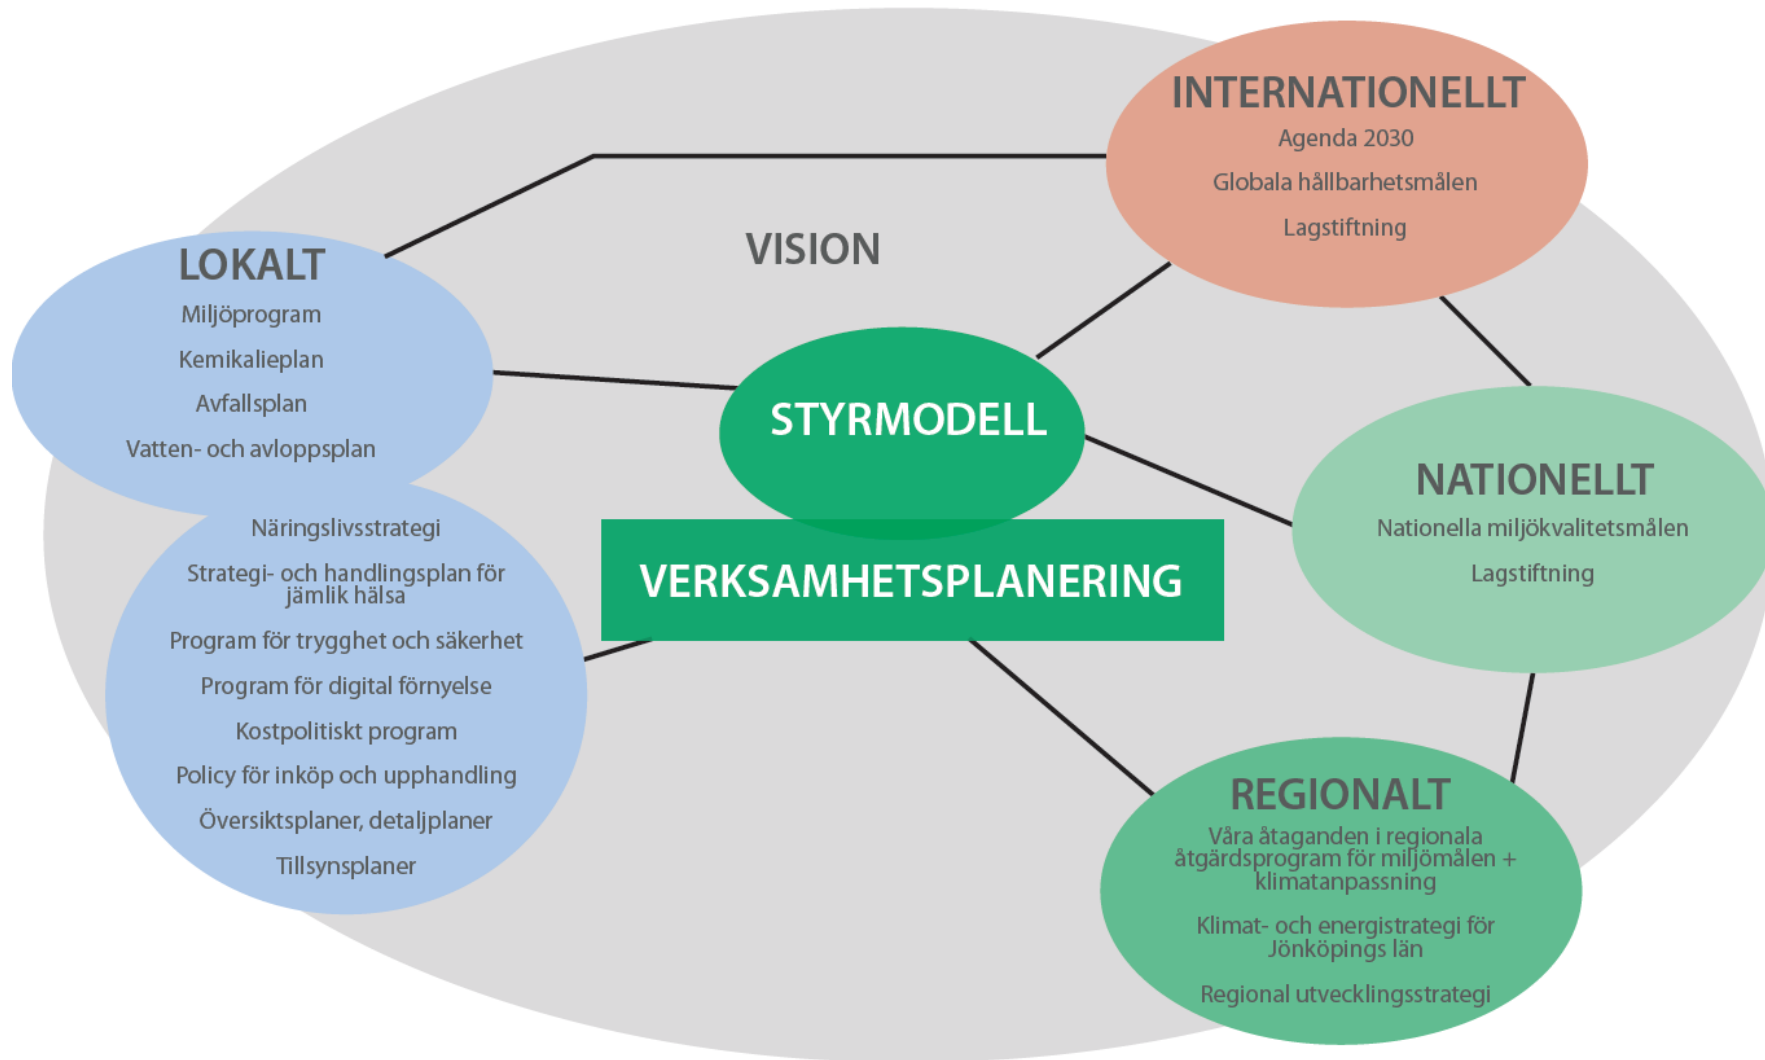 INTERNATIONELLT
Agenda 2030
Globala hållbarhetsmålen
Lagstiftning
VISION
LOKALT
Miljöprogram
Kemikalieplan
Avfallsplan
Vatten- och avloppsplan
Näringslivsstrategi
Strategi- och handlingsplan för
jämlik hälsa
Program för trygghet och säkerhet
Program för digital förnyelse
Kostpolitiskt program
Policy för inköp och upphandling
Översiktsplaner, detaljplaner
Tillsynsplaner
STYRMODELL
VERKSAMHETSPLANERING
NATIONELLT
Nationella miljökvalitetsmålen
Lagstiftning
REGIONALT
Våra åtaganden i regionala
åtgärdsprogram för miljömålen +
klimatanpassning
Klimat- och energistrategi för
Jönköpings län
Regional utvecklingsstrategi